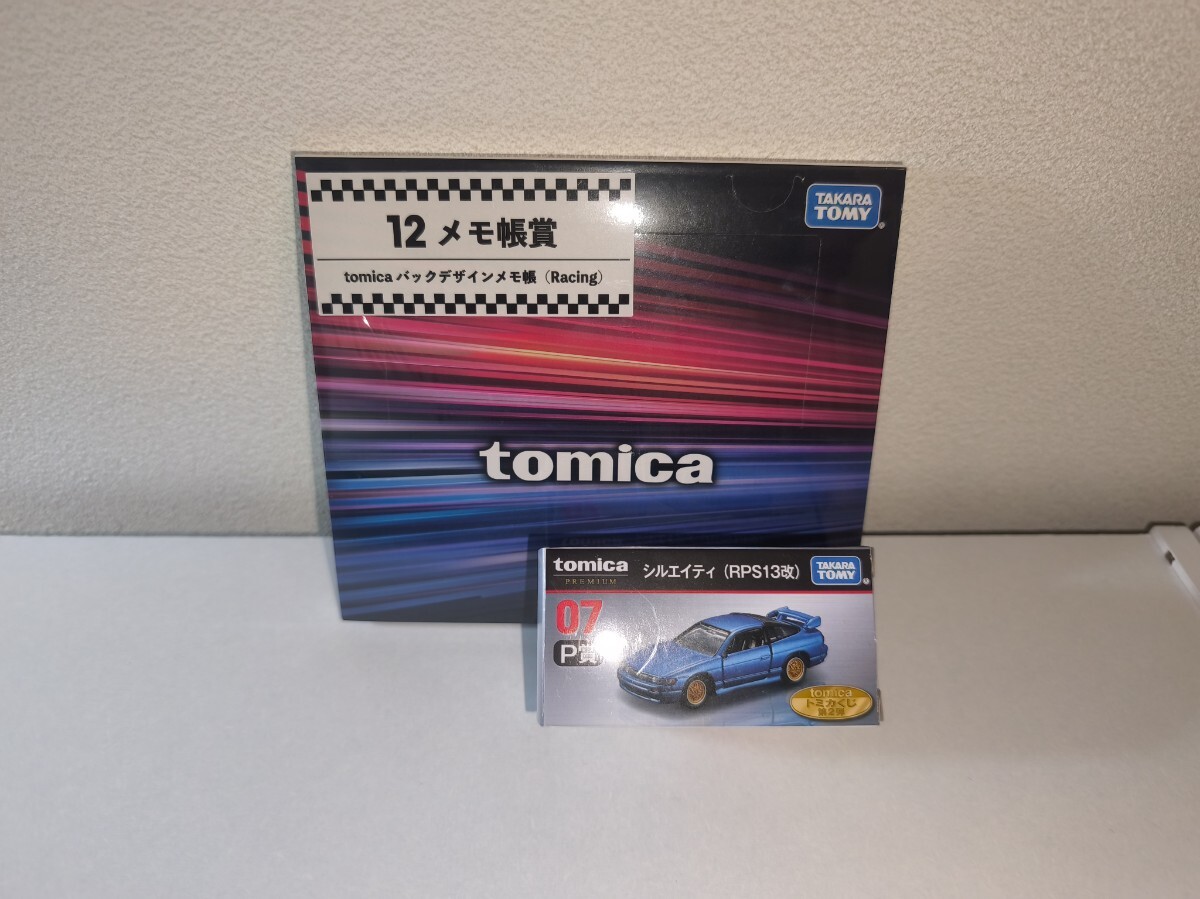 12 メモ帳賞
tomica バックデザインメモ帳（Racing）
TAKARA
TOMY
tomica
tomica
PREMIUM
シルエイティ（RPS13改）
TAKARA
TOMY
07
P賞
tomica
トミカくじ
第2弾